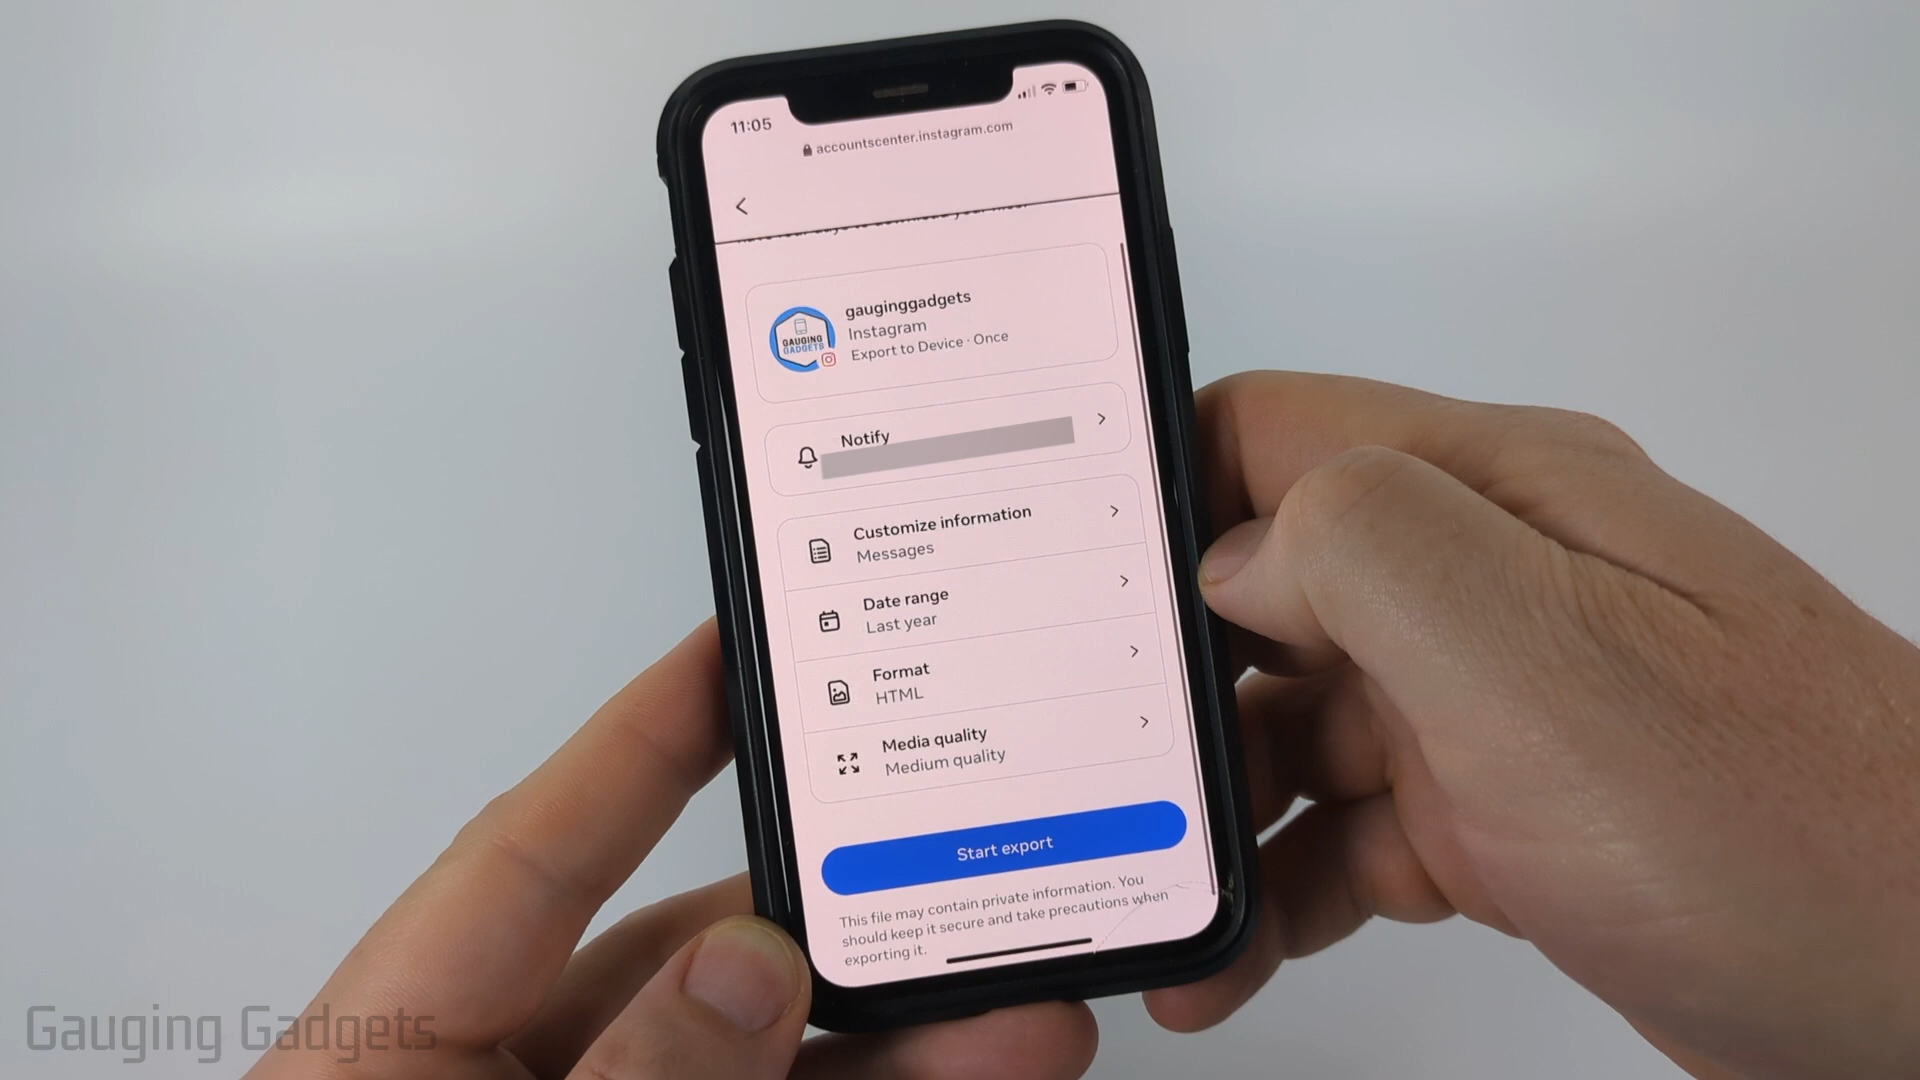 11:05
accountscenter.instagram.com
gauginggadgets
Instagram
Export to Device · Once
GAUGING
GADGETS
Notify
Customize information
Messages
Date range
Last year
Format
HTML
Media quality
Medium quality
Start export
This file may contain private information. You
should keep it secure and take precautions when
exporting it.
Gauging Gadgets